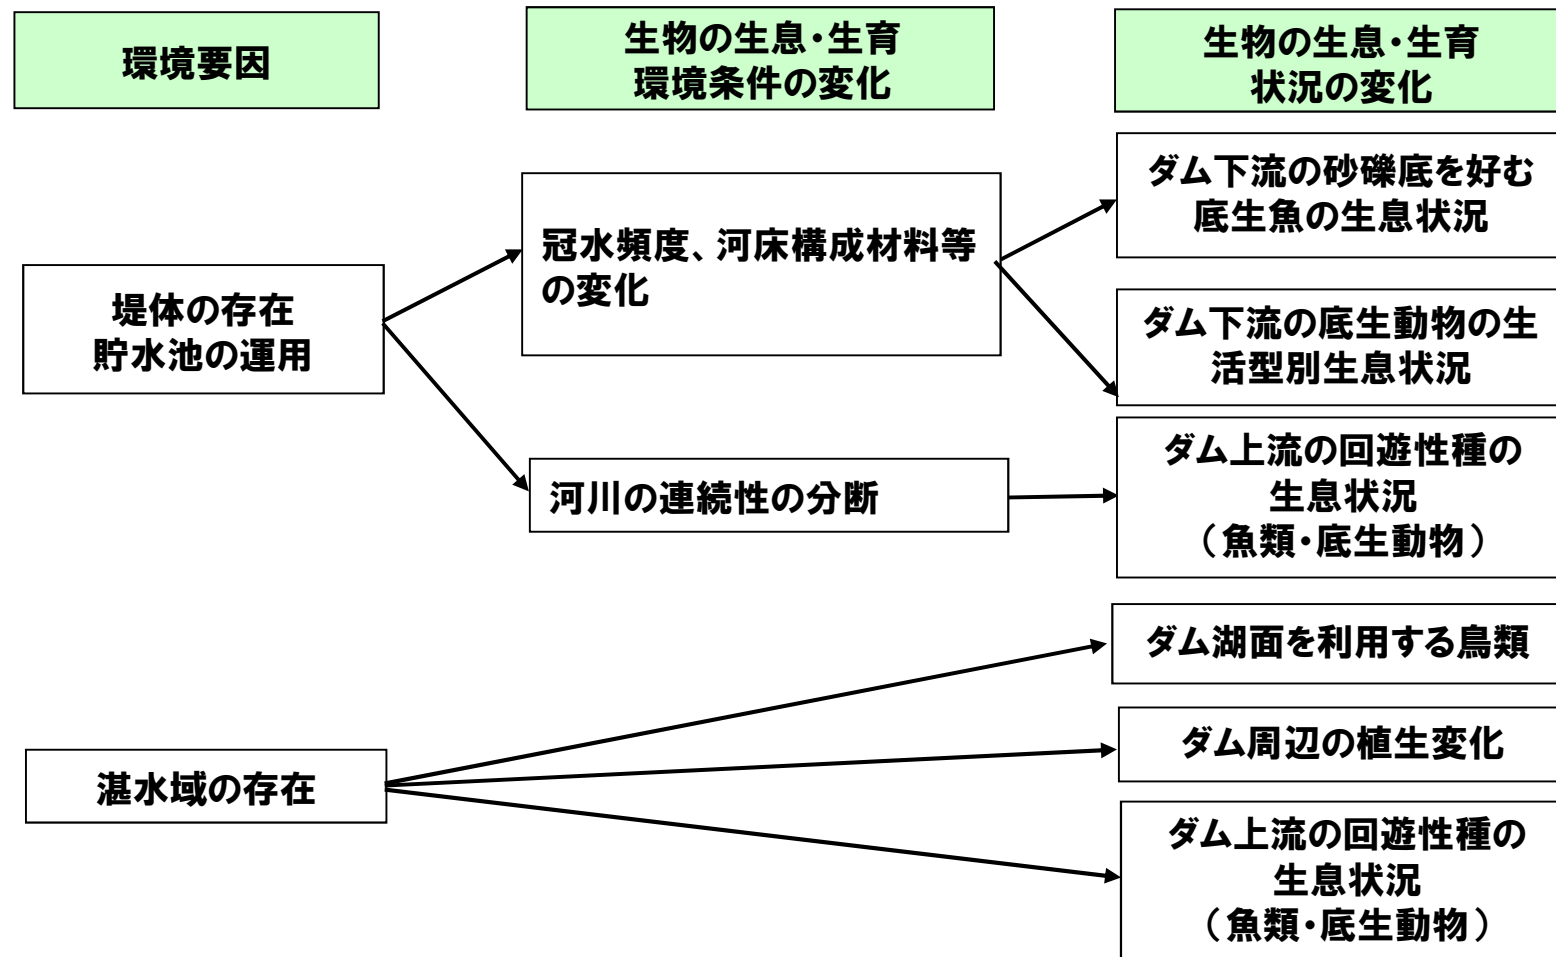 環境要因
生物の生息・生育
環境条件の変化
生物の生息・生育
状況の変化
堤体の存在
貯水池の運用
冠水頻度、河床構成材料等
の変化
河川の連続性の分断
ダム下流の砂礫底を好む
底生魚の生息状況
ダム下流の底生動物の生
活型別生息状況
ダム上流の回遊性種の
生息状況
（魚類・底生動物）
湛水域の存在
ダム湖面を利用する鳥類
ダム周辺の植生変化
ダム上流の回遊性種の
生息状況
（魚類・底生動物）